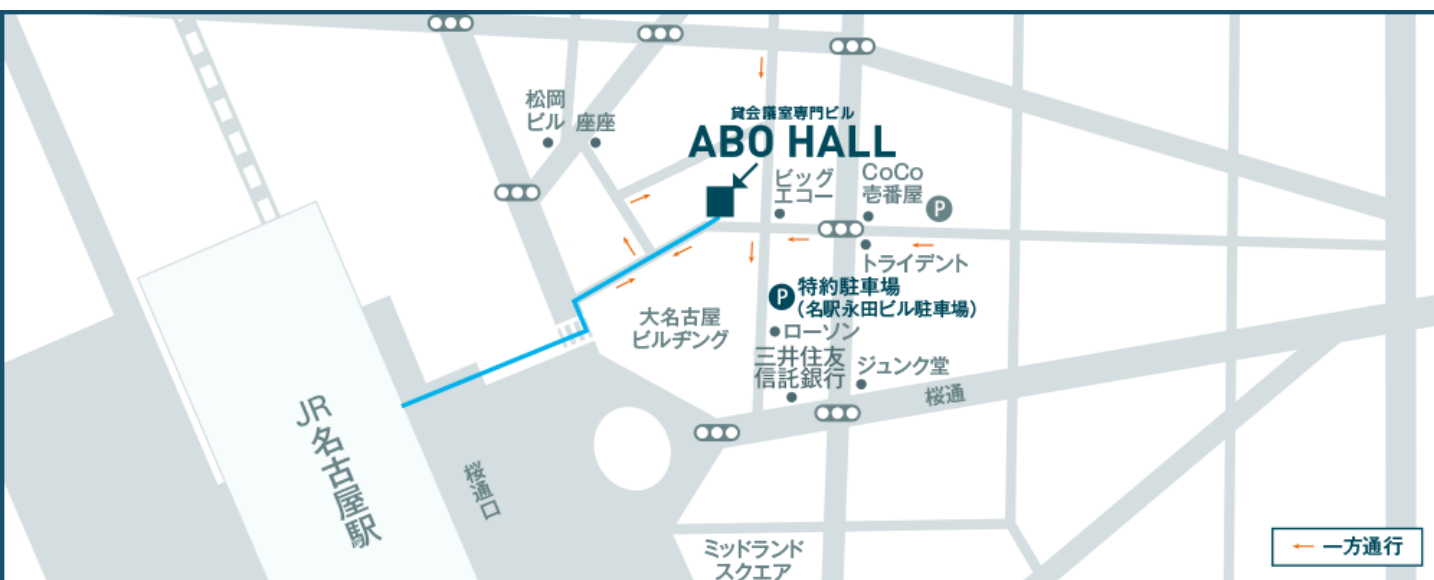 松岡
ビル
座座
貸会議室専門ビル
ABO HALL
ビッグ
エコー
CoCo
壱番屋
P
トライデント
P
特約駐車場
(名駅永田ビル駐車場)
大名古屋
ビルヂング
ローソン
三井住友
信託銀行
ジュンク堂
桜通
JR名古屋駅
桜通口
ミッドランド
スクエア
← 一方通行